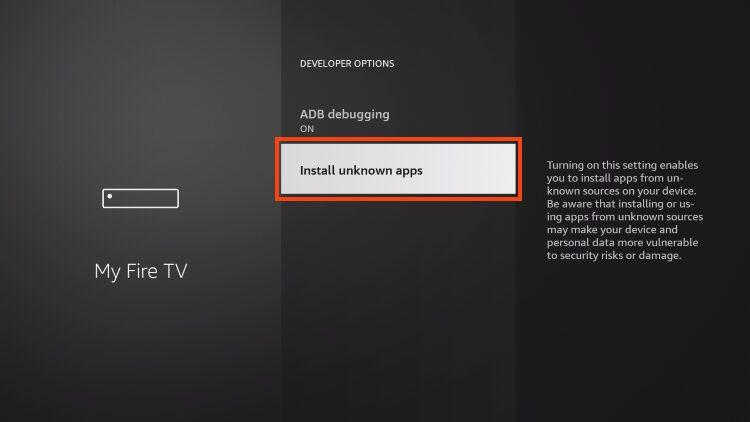 DEVELOPER OPTIONS
ADB debugging
ON
Install unknown apps
My Fire TV
Turning on this setting enables
you to install apps from un-
known sources on your device.
Be aware that installing or us-
ing apps from unknown sources
may make your device and
personal data more vulnerable
to security risks or damage.